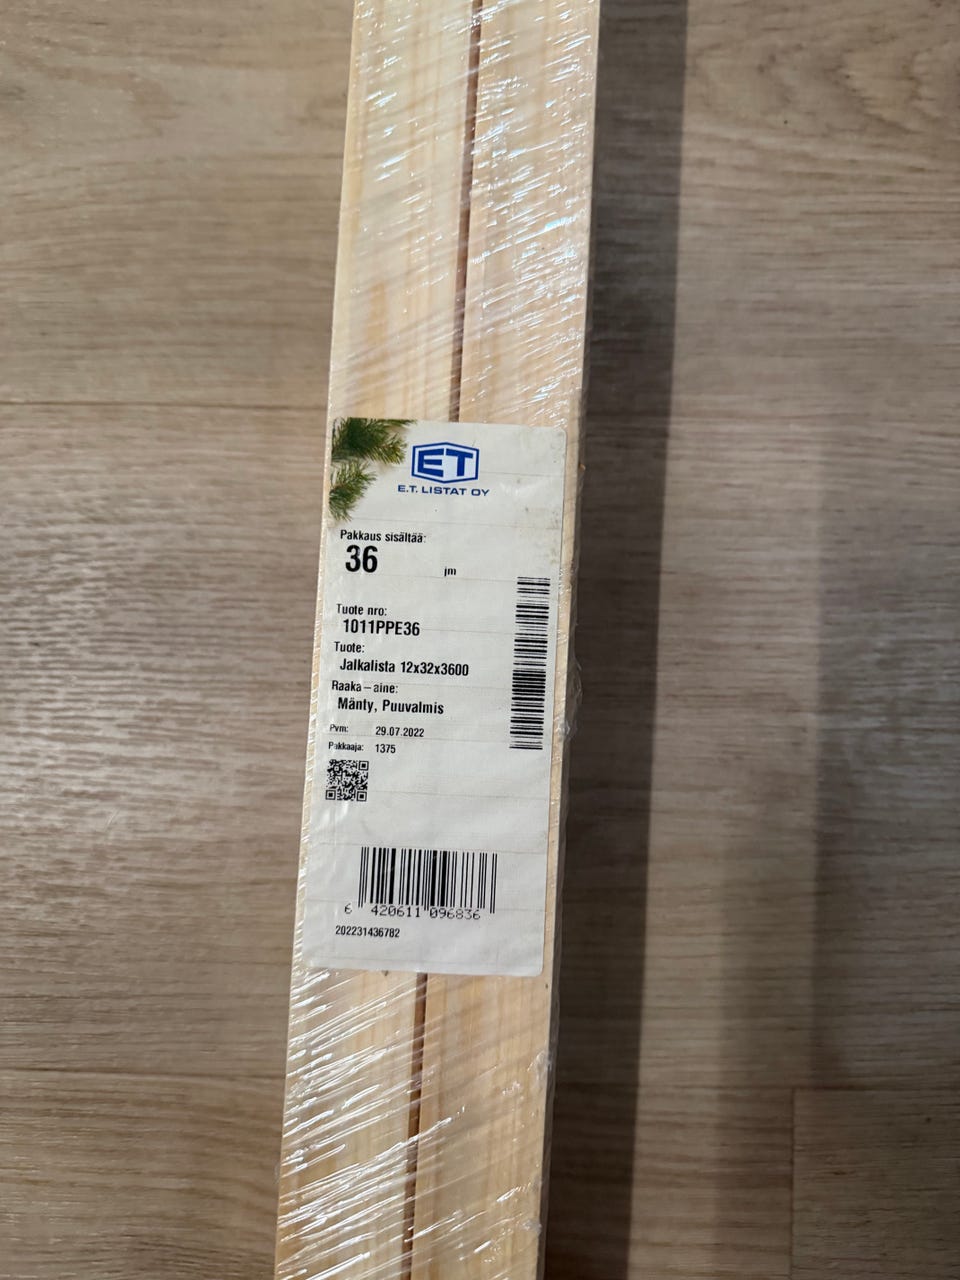 ET
E.T. LISTAT OY
Pakkaus sisältää:
36 jm
Tuote nro:
1011PPE36
Tuote:
Jalkalista 12x32x3600
Raaka-aine:
Mänty, Puuvalmis
Pvm: 29.07.2022
Pakkaaja: 1375
6 420611 096836
202231436782